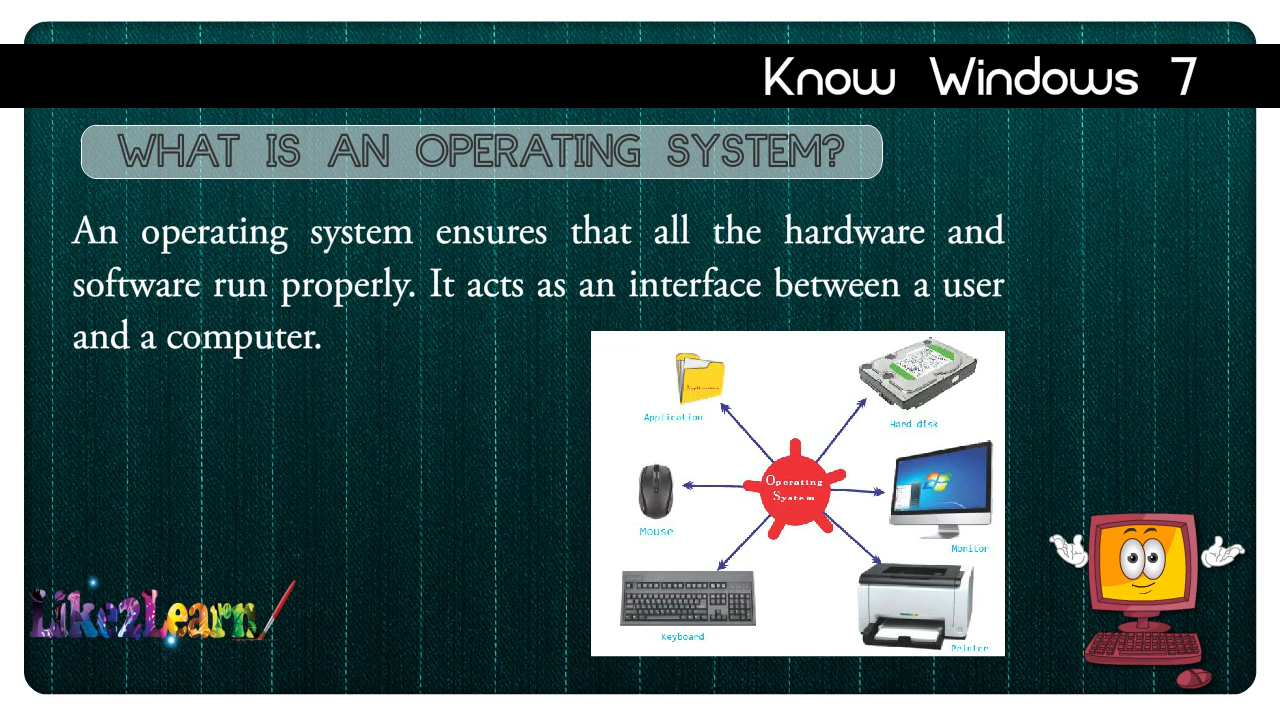 Know Windows 7
WHAT IS AN OPERATING SYSTEM?
An operating system ensures that all the hardware and
software run properly. It acts as an interface between a user
and a computer.
Application
Hard disk
Operating
System
Mouse
Monitor
Keyboard
Printer
Like2Learn